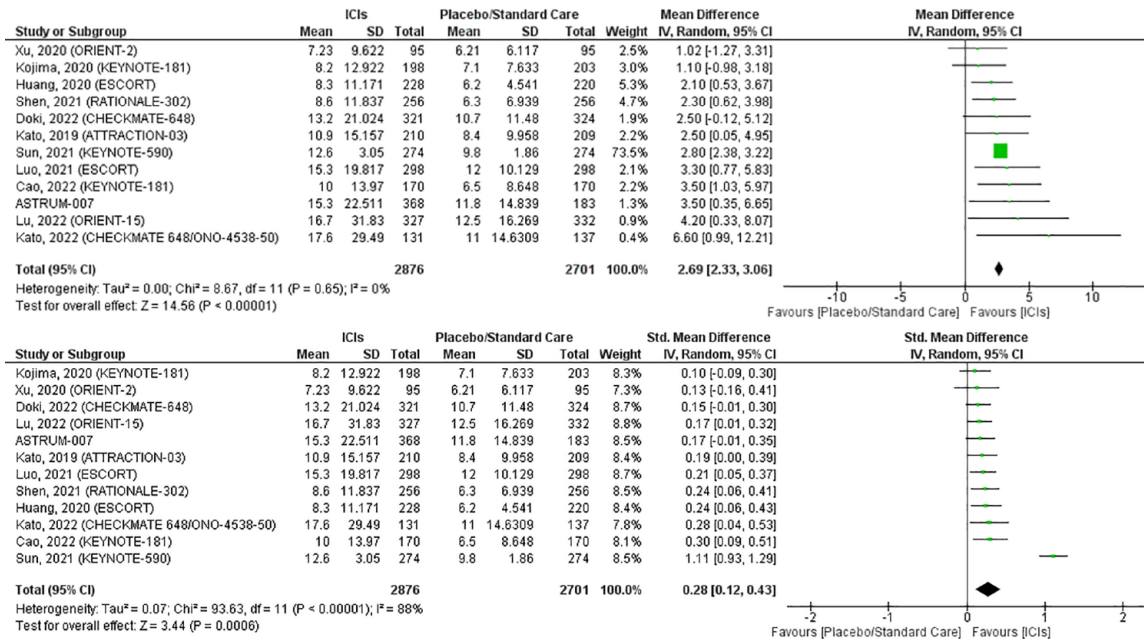 ICIs Placebo/Standard Care Mean Difference Mean Difference
Study or Subgroup Mean SD Total Mean SD Total Weight IV, Random, 95% CI IV, Random, 95% CI
Xu, 2020 (ORIENT-2) 7.23 9.622 95 6.21 6.117 95 2.5% 1.02 [-1.27, 3.31]
Kojima, 2020 (KEYNOTE-181) 8.2 12.922 198 7.1 7.633 203 3.0% 1.10 [-0.98, 3.18]
Huang, 2020 (ESCORT) 8.3 11.171 228 6.2 4.541 220 5.3% 2.10 [0.53, 3.67]
Shen, 2021 (RATIONALE-302) 8.6 11.837 256 6.3 6.939 256 4.7% 2.30 [0.62, 3.98]
Doki, 2022 (CHECKMATE-648) 13.2 21.024 321 10.7 11.48 324 1.9% 2.50 [-0.12, 5.12]
Kato, 2019 (ATTRACTION-03) 10.9 15.157 210 8.4 9.958 209 2.2% 2.50 [0.05, 4.95]
Sun, 2021 (KEYNOTE-590) 12.6 3.05 274 9.8 1.86 274 73.5% 2.80 [2.38, 3.22]
Luo, 2021 (ESCORT) 15.3 19.817 298 12 10.129 298 2.1% 3.30 [0.77, 5.83]
Cao, 2022 (KEYNOTE-181) 10 13.97 170 6.5 8.648 170 2.2% 3.50 [1.03, 5.97]
ASTRUM-007 15.3 22.511 368 11.8 14.839 183 1.3% 3.50 [0.35, 6.65]
Lu, 2022 (ORIENT-15) 16.7 31.83 327 12.5 16.269 332 0.9% 4.20 [0.33, 8.07]
Kato, 2022 (CHECKMATE 648/ONO-4538-50) 17.6 29.49 131 11 14.6309 137 0.4% 6.60 [0.99, 12.21]
Total (95% CI) 2876 2701 100.0% 2.69 [2.33, 3.06]
Heterogeneity: Tau² = 0.00; Chi² = 8.67, df = 11 (P = 0.65); I² = 0%
Test for overall effect: Z = 14.56 (P < 0.00001)
-10 -5 0 5 10
Favours [Placebo/Standard Care] Favours [ICIs]
ICIs Placebo/Standard Care Std. Mean Difference Std. Mean Difference
Study or Subgroup Mean SD Total Mean SD Total Weight IV, Random, 95% CI IV, Random, 95% CI
Kojima, 2020 (KEYNOTE-181) 8.2 12.922 198 7.1 7.633 203 8.3% 0.10 [-0.09, 0.30]
Xu, 2020 (ORIENT-2) 7.23 9.622 95 6.21 6.117 95 7.3% 0.13 [-0.16, 0.41]
Doki, 2022 (CHECKMATE-648) 13.2 21.024 321 10.7 11.48 324 8.7% 0.15 [-0.01, 0.30]
Lu, 2022 (ORIENT-15) 16.7 31.83 327 12.5 16.269 332 8.7% 0.17 [0.01, 0.32]
ASTRUM-007 15.3 22.511 368 11.8 14.839 183 8.5% 0.17 [-0.01, 0.35]
Kato, 2019 (ATTRACTION-03) 10.9 15.157 210 8.4 9.958 209 8.4% 0.19 [0.00, 0.39]
Luo, 2021 (ESCORT) 15.3 19.817 298 12 10.129 298 8.7% 0.21 [0.05, 0.37]
Shen, 2021 (RATIONALE-302) 8.6 11.837 256 6.3 6.939 256 8.5% 0.24 [0.06, 0.41]
Huang, 2020 (ESCORT) 8.3 11.171 228 6.2 4.541 220 8.4% 0.24 [0.06, 0.43]
Kato, 2022 (CHECKMATE 648/ONO-4538-50) 17.6 29.49 131 11 14.6309 137 7.8% 0.28 [0.04, 0.53]
Cao, 2022 (KEYNOTE-181) 10 13.97 170 6.5 8.648 170 8.1% 0.30 [0.09, 0.51]
Sun, 2021 (KEYNOTE-590) 12.6 3.05 274 9.8 1.86 274 8.5% 1.11 [0.93, 1.29]
Total (95% CI) 2876 2701 100.0% 0.28 [0.12, 0.43]
Heterogeneity: Tau² = 0.07; Chi² = 93.63, df = 11 (P < 0.00001); I² = 88%
Test for overall effect: Z = 3.44 (P = 0.0006)
-2 -1 0 1 2
Favours [Placebo/Standard Care] Favours [ICIs]